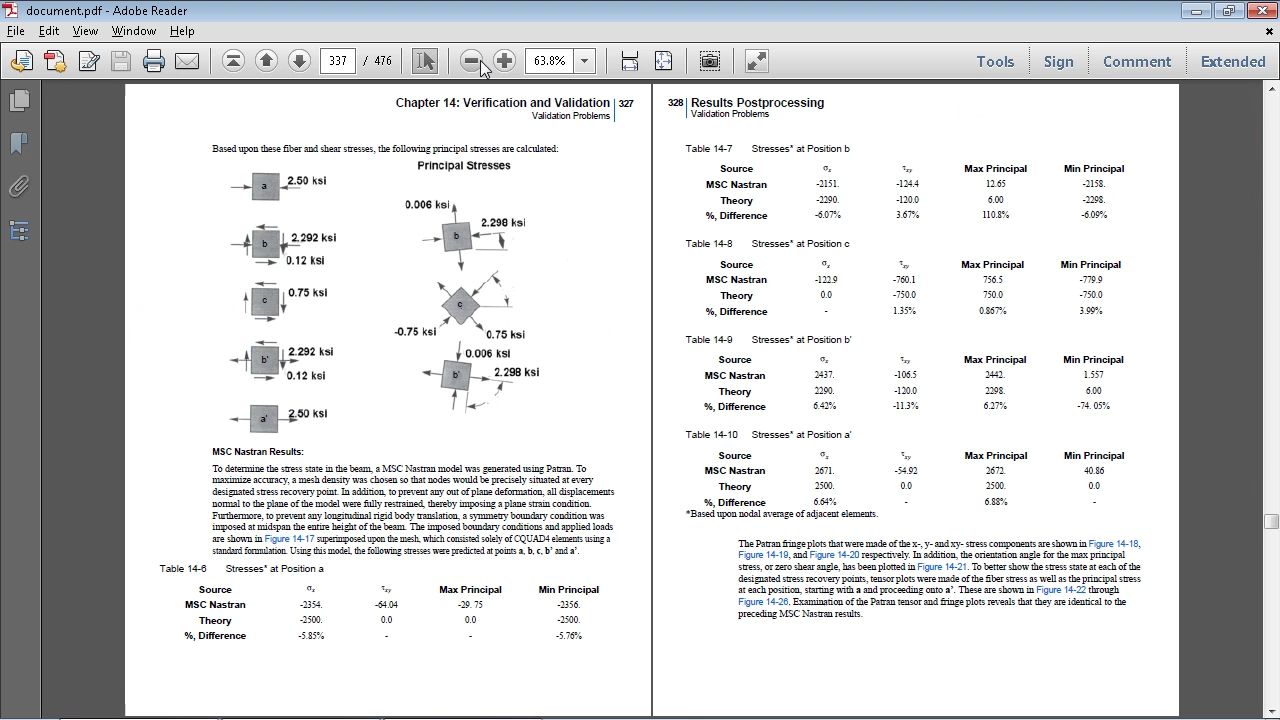 document.pdf - Adobe Reader
File Edit View Window Help
337 / 476 63.8% Tools Sign Comment Extended
Chapter 14: Verification and Validation 327
Validation Problems
Based upon these fiber and shear stresses, the following principal stresses are calculated:
Principal Stresses
a 2.50 ksi
b 2.292 ksi
0.12 ksi
c 0.75 ksi
b' 2.292 ksi
0.12 ksi
a' 2.50 ksi
0.006 ksi
2.298 ksi
b
c
-0.75 ksi 0.75 ksi
0.006 ksi
b' 2.298 ksi
MSC Nastran Results:
To determine the stress state in the beam, a MSC Nastran model was generated using Patran. To
maximize accuracy, a mesh density was chosen so that nodes would be precisely situated at every
designated stress recovery point. In addition, to prevent any out of plane deformation, all displacements
normal to the plane of the model were fully restrained, thereby imposing a plane strain condition.
Furthermore, to prevent any longitudinal rigid body translation, a symmetry boundary condition was
imposed at midspan the entire height of the beam. The imposed boundary conditions and applied loads
are shown in Figure 14-17 superimposed upon the mesh, which consisted solely of CQUAD4 elements using a
standard formulation. Using this model, the following stresses were predicted at points a, b, c, b' and a'.
Table 14-6 Stresses* at Position a
Source σx τxy Max Principal Min Principal
MSC Nastran -2354. -64.04 -29.75 -2356.
Theory -2500. 0.0 0.0 -2500.
%, Difference -5.85% - - -5.76%
328 Results Postprocessing
Validation Problems
Table 14-7 Stresses* at Position b
Source σx τxy Max Principal Min Principal
MSC Nastran -2151. -124.4 12.65 -2158.
Theory -2290. -120.0 6.00 -2298.
%, Difference -6.07% 3.67% 110.8% -6.09%
Table 14-8 Stresses* at Position c
Source σx τxy Max Principal Min Principal
MSC Nastran -122.9 -760.1 756.5 -779.9
Theory 0.0 -750.0 750.0 -750.0
%, Difference - 1.35% 0.867% 3.99%
Table 14-9 Stresses* at Position b'
Source σx τxy Max Principal Min Principal
MSC Nastran 2437. -106.5 2442. 1.557
Theory 2290. -120.0 2298. 6.00
%, Difference 6.42% -11.3% 6.27% -74. 05%
Table 14-10 Stresses* at Position a'
Source σx τxy Max Principal Min Principal
MSC Nastran 2671. -54.92 2672. 40.86
Theory 2500. 0.0 2500. 0.0
%, Difference 6.64% - 6.88% -
*Based upon nodal average of adjacent elements.
The Patran fringe plots that were made of the x-, y- and xy- stress components are shown in Figure 14-18,
Figure 14-19, and Figure 14-20 respectively. In addition, the orientation angle for the max principal
stress, or zero shear angle, has been plotted in Figure 14-21. To better show the stress state at each of the
designated stress recovery points, tensor plots were made of the fiber stress as well as the principal stress
at each position, starting with a and proceeding onto a'. These are shown in Figure 14-22 through
Figure 14-26. Examination of the Patran tensor and fringe plots reveals that they are identical to the
preceding MSC Nastran results.